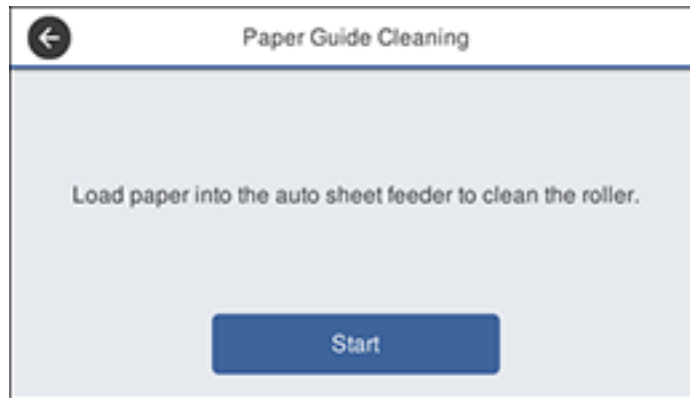 Paper Guide Cleaning
Load paper into the auto sheet feeder to clean the roller.
Start